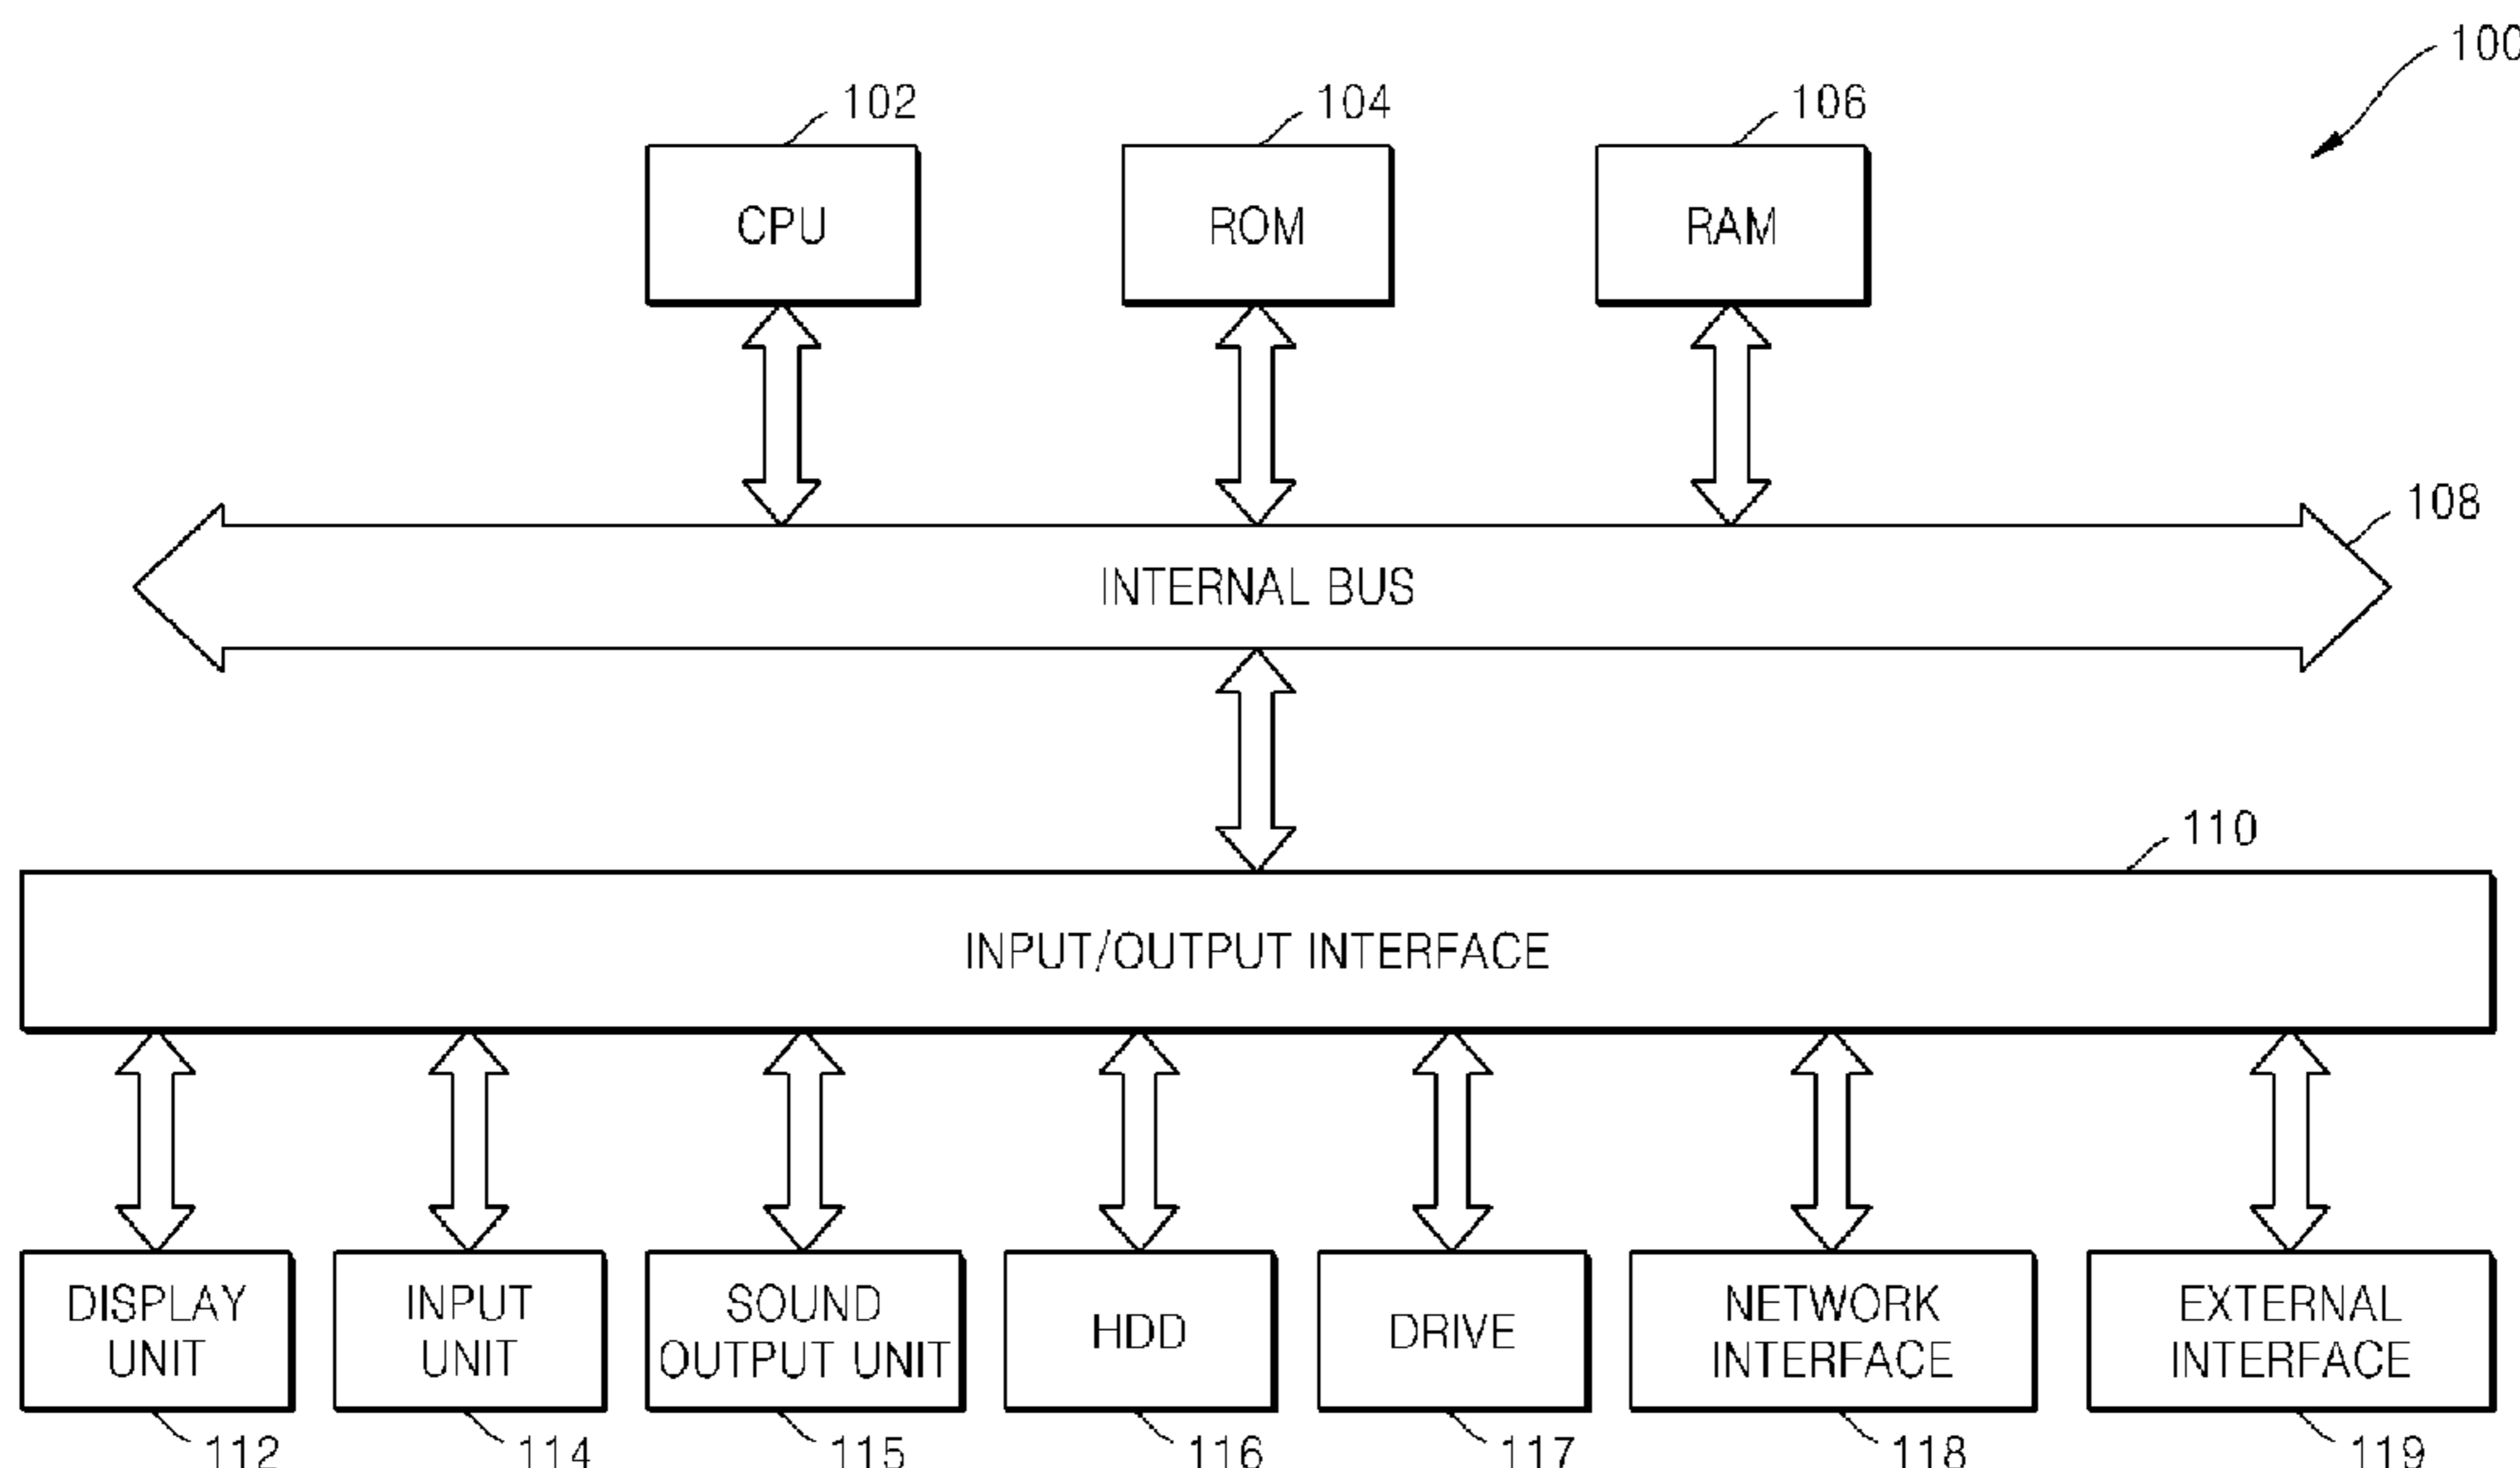 100
102
104
106
CPU
ROM
RAM
108
INTERNAL BUS
110
INPUT/OUTPUT INTERFACE
DISPLAY
UNIT
INPUT
UNIT
SOUND
OUTPUT UNIT
HDD
DRIVE
NETWORK
INTERFACE
EXTERNAL
INTERFACE
112
114
115
116
117
118
119